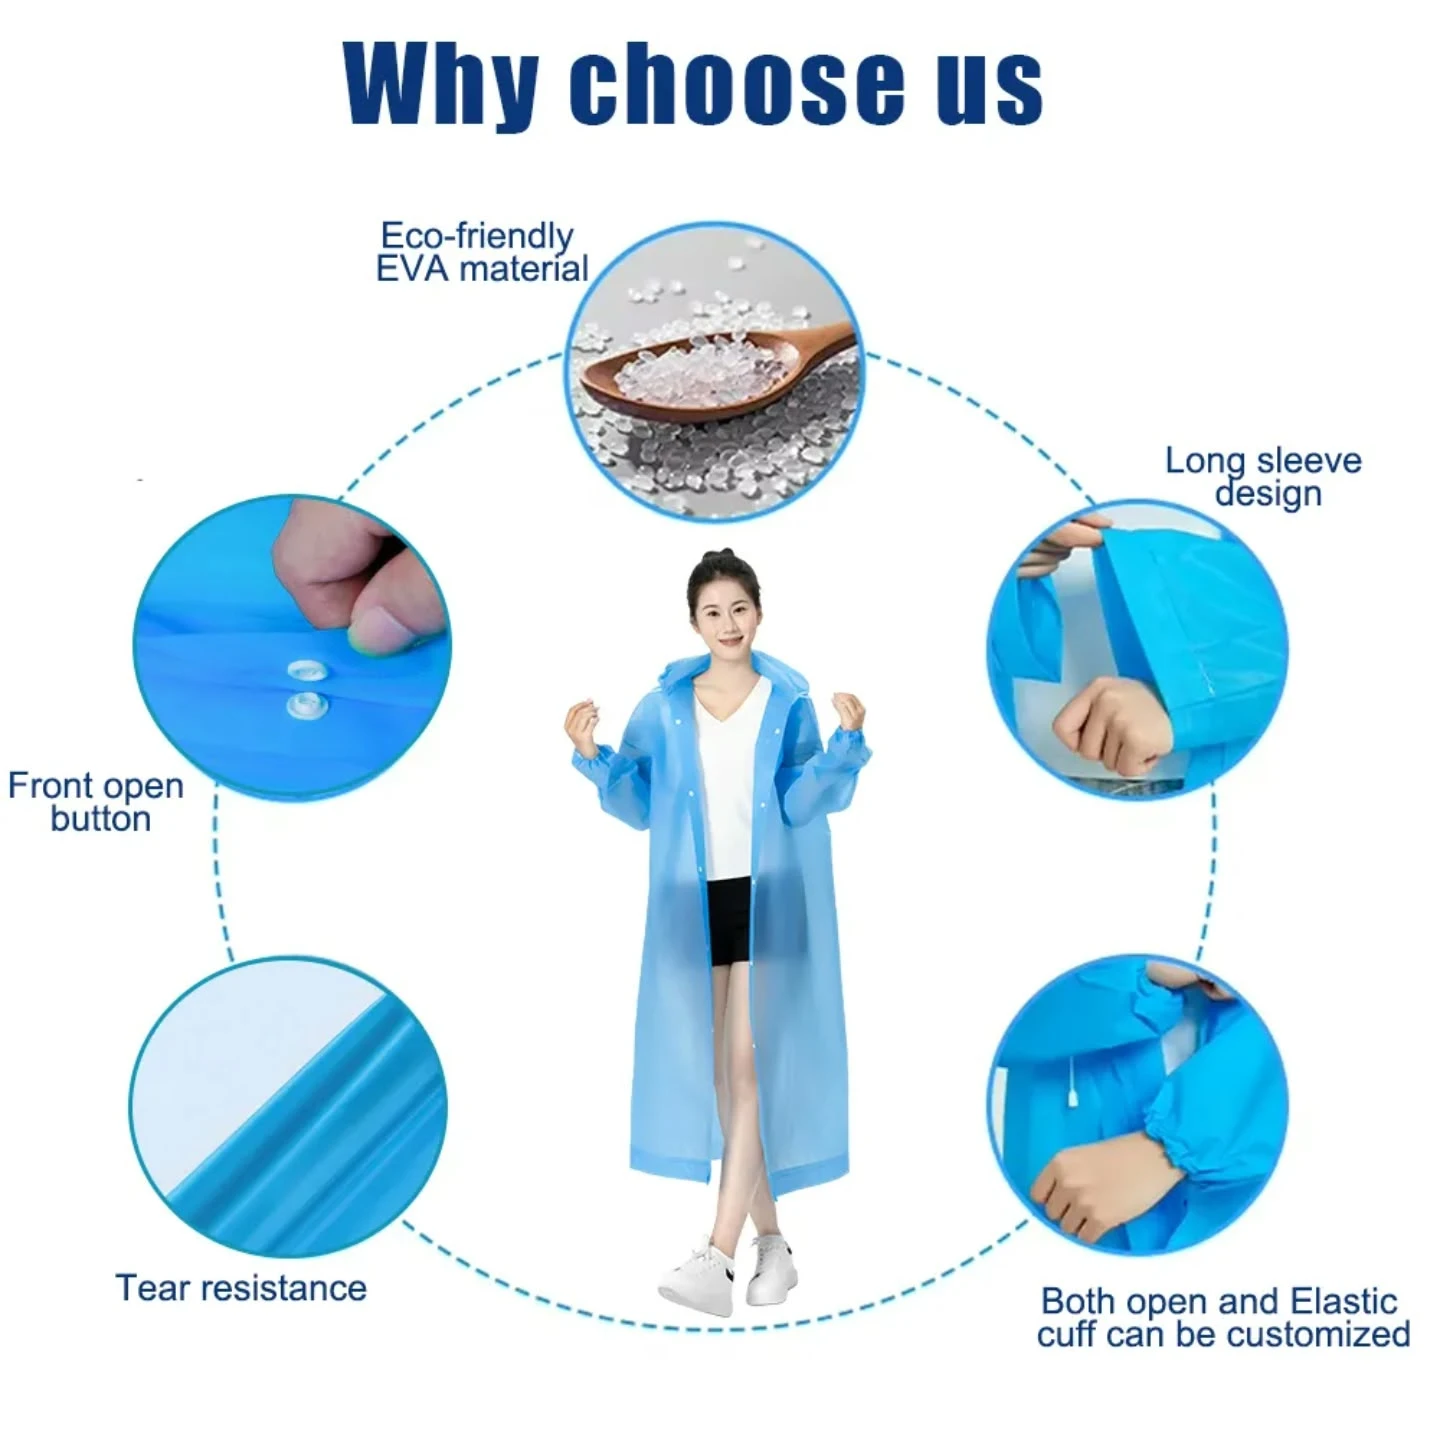 Why choose us
Eco-friendly
EVA material
Long sleeve
design
Front open
button
Tear resistance
Both open and Elastic
cuff can be customized